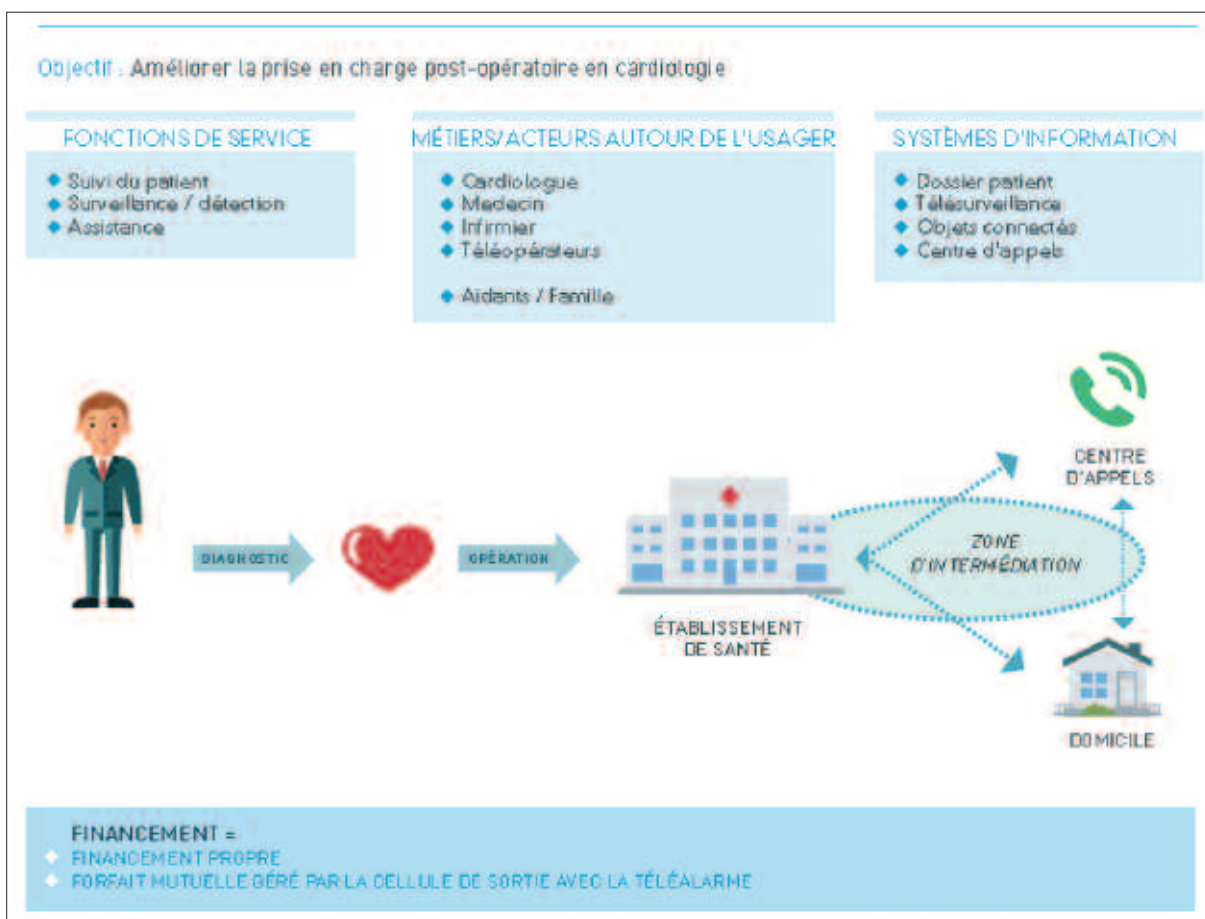 Objectif : Améliorer la prise en charge post-opératoire en cardiologie
FONCTIONS DE SERVICE
◆ Suivi du patient
◆ Surveillance / détection
◆ Assistance
MÉTIERS/ACTEURS AUTOUR DE L'USAGER
◆ Cardiologue
◆ Medecin
◆ Infirmier
◆ Téléopérateurs
◆ Aidants / Famille
SYSTÈMES D'INFORMATION
◆ Dossier patient
◆ Télésurveillance
◆ Objets connectés
◆ Centre d'appels
DIAGNOSTIC
OPÉRATION
ÉTABLISSEMENT
DE SANTÉ
ZONE
D'INTERMÉDIATION
CENTRE
D'APPELS
DOMICILE
FINANCEMENT =
◆ FINANCEMENT PROPRE
◆ FORFAIT MUTUELLE GÉRÉ PAR LA CELLULE DE SORTIE AVEC LA TÉLÉALARME